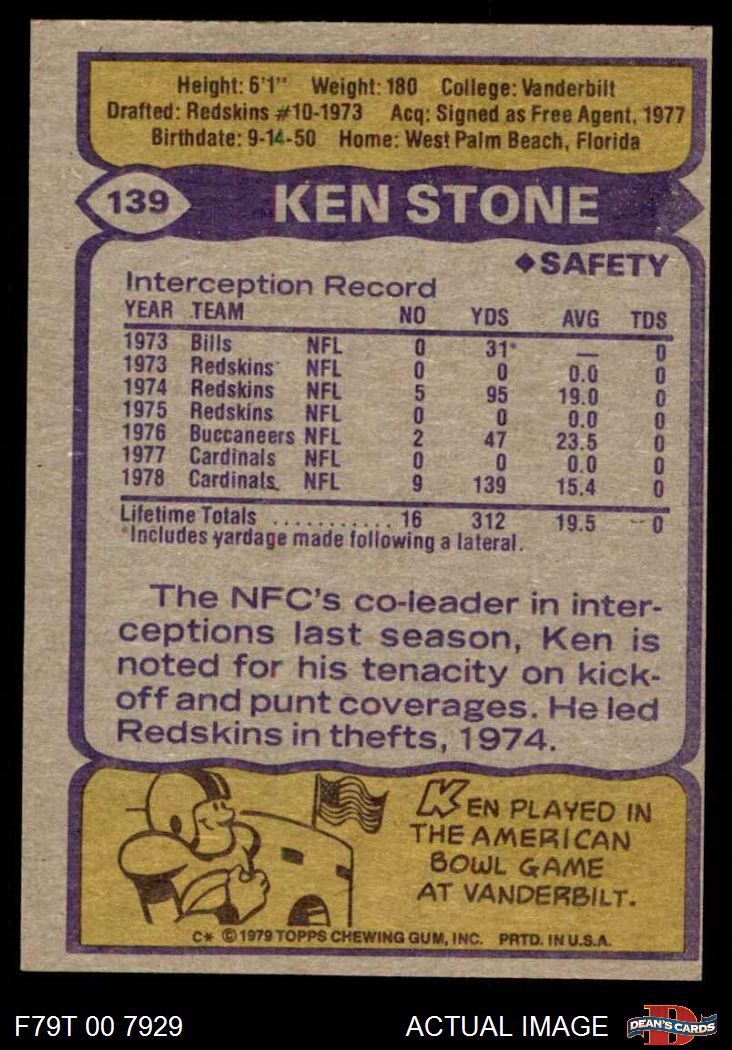 Height: 6'1" Weight: 180 College: Vanderbilt
Drafted: Redskins #10-1973 Acq: Signed as Free Agent, 1977
Birthdate: 9-14-50 Home: West Palm Beach, Florida
139 KEN STONE
◆SAFETY
Interception Record
YEAR TEAM NO YDS AVG TDS
1973 Bills NFL 0 31* — 0
1973 Redskins NFL 0 0 0.0 0
1974 Redskins NFL 5 95 19.0 0
1975 Redskins NFL 0 0 0.0 0
1976 Buccaneers NFL 2 47 23.5 0
1977 Cardinals NFL 0 0 0.0 0
1978 Cardinals NFL 9 139 15.4 0
Lifetime Totals ........... 16 312 19.5 0
*Includes yardage made following a lateral.
The NFC's co-leader in inter-
ceptions last season, Ken is
noted for his tenacity on kick-
off and punt coverages. He led
Redskins in thefts, 1974.
KEN PLAYED IN
THE AMERICAN
BOWL GAME
AT VANDERBILT.
C* © 1979 TOPPS CHEWING GUM, INC. PRTD. IN U.S.A.
F79T 00 7929 ACTUAL IMAGE D DEAN'S CARDS